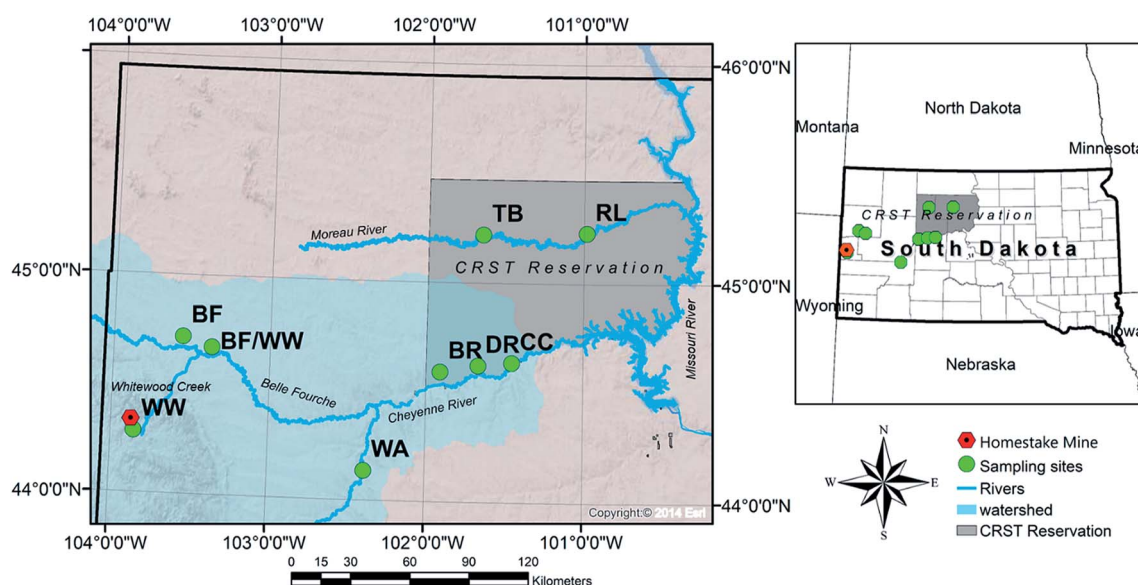 104°0'0"W 103°0'0"W 102°0'0"W 101°0'0"W
46°0'0"N
45°0'0"N
45°0'0"N
44°0'0"N
44°0'0"N
Moreau River
TB
RL
CRST Reservation
BF
BF/WW
BR
DR
CC
Whitewood Creek
Belle Fourche
Cheyenne River
Missouri River
WW
WA
Copyright:© 2014 Esri
104°0'0"W 103°0'0"W 102°0'0"W 101°0'0"W
0 15 30 60 90 120
Kilometers
North Dakota
Montana
Minnesota
CRST Reservation
South Dakota
Wyoming
Iowa
Nebraska
N
W E
S
Homestake Mine
Sampling sites
Rivers
watershed
CRST Reservation